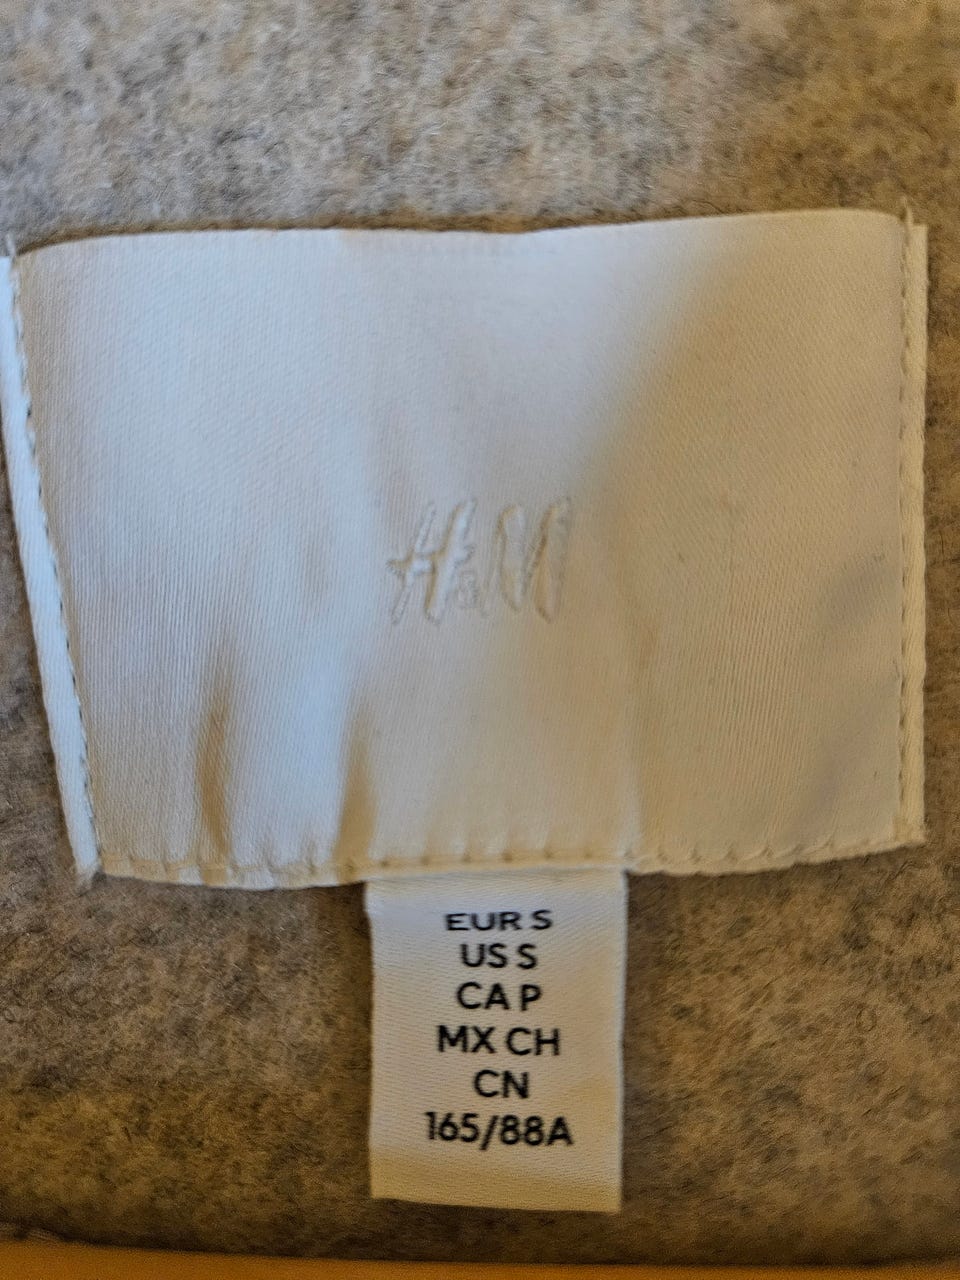 H&M
EUR S
US S
CA P
MX CH
CN
165/88A